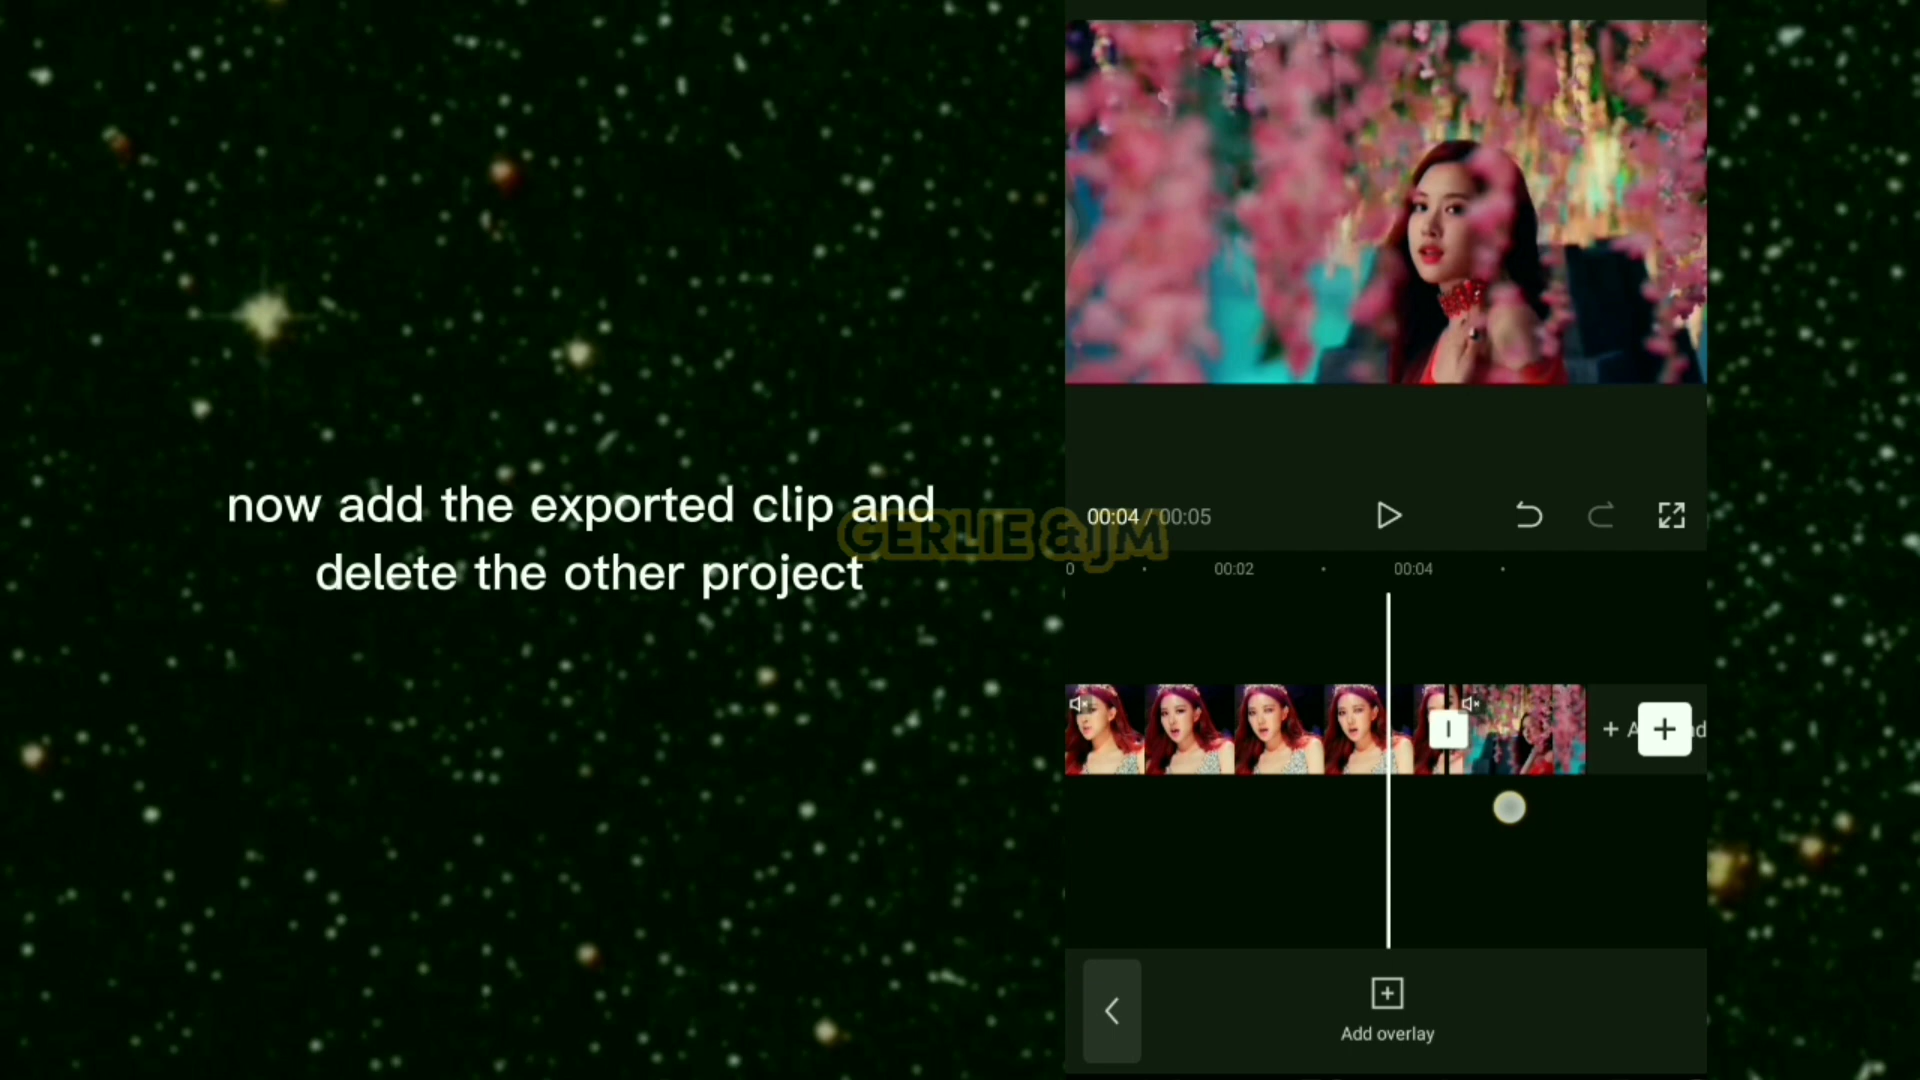 now add the exported clip and
delete the other project
GERLIE & JM
00:04 / 00:05
0 00:02 00:04
+ A
d
Add overlay